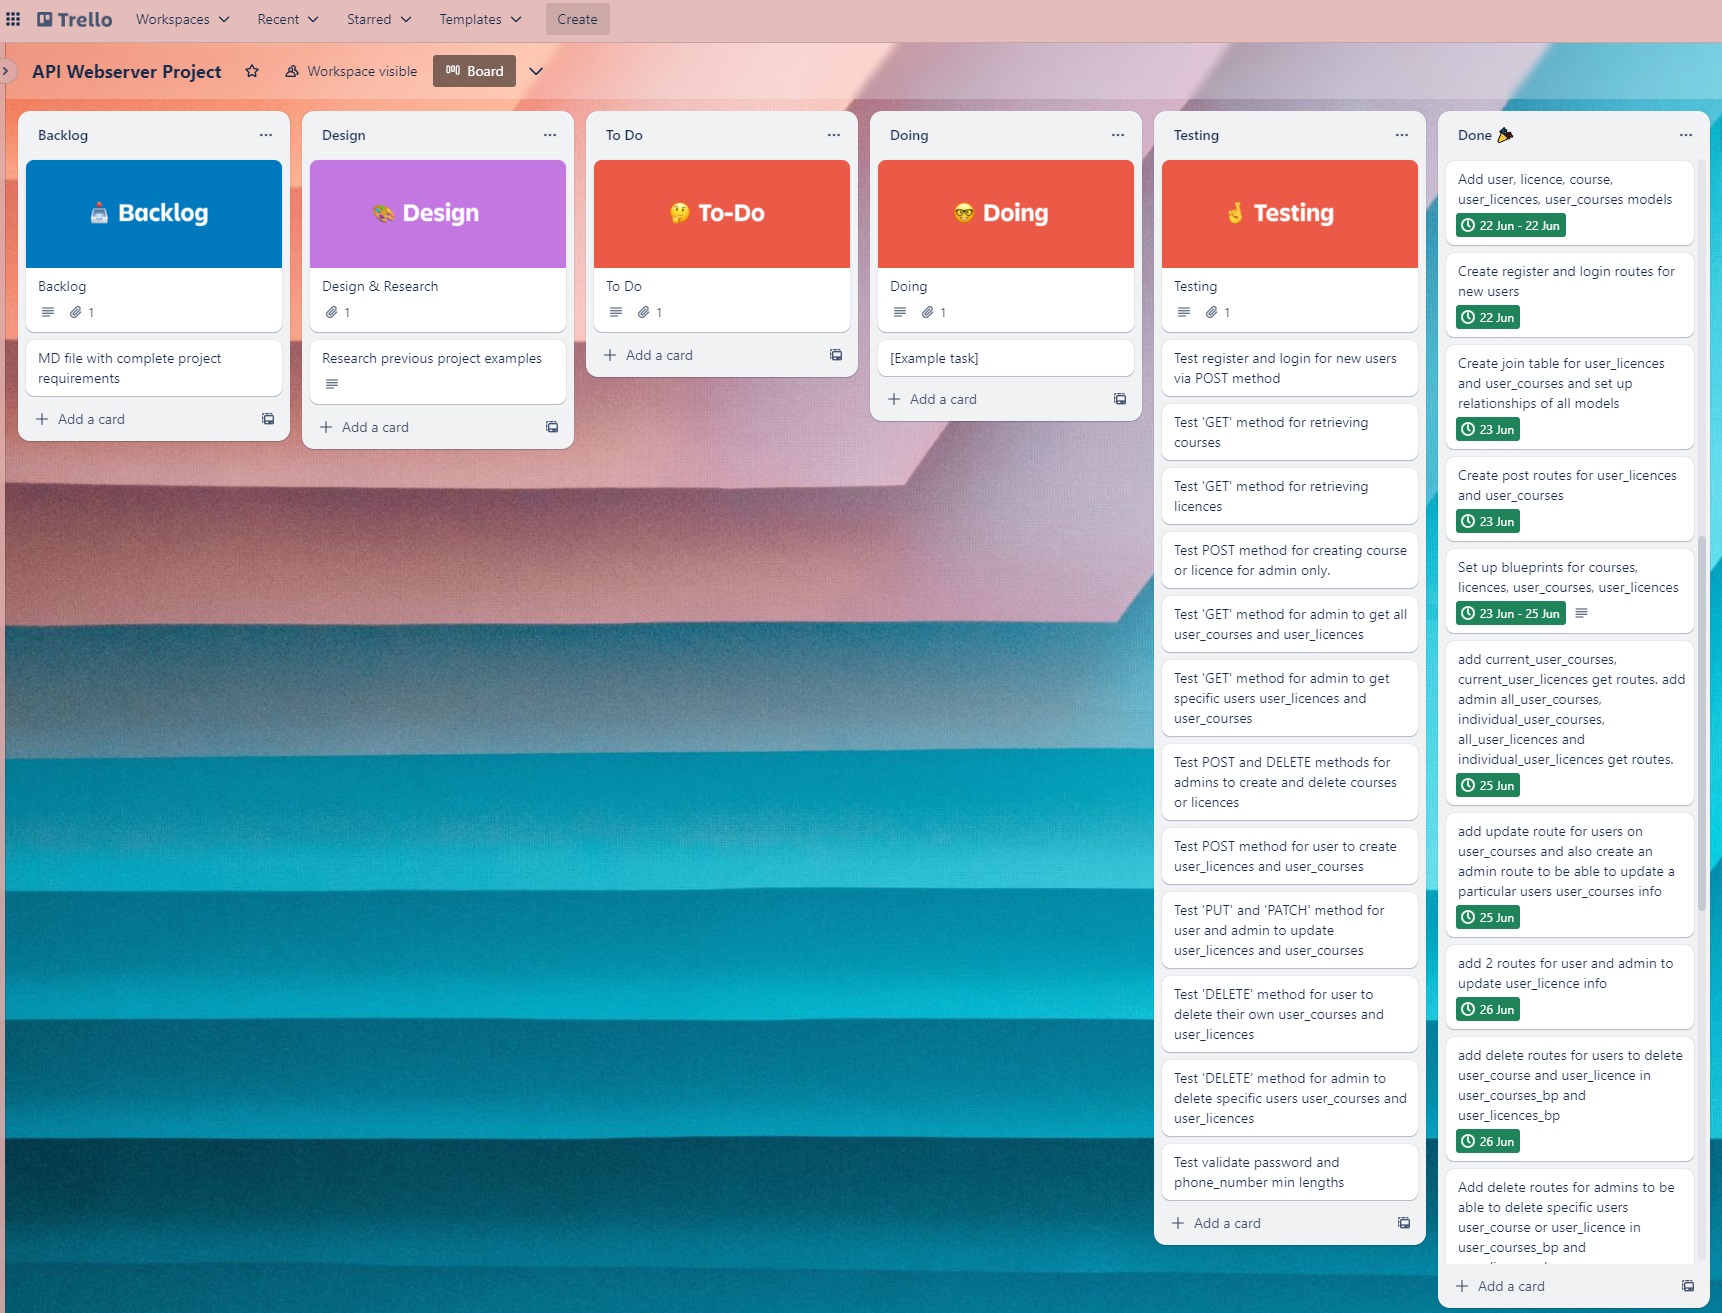 Trello
Workspaces
Recent
Starred
Templates
Create
API Webserver Project
Workspace visible
Board
Backlog
Backlog
Backlog
1
MD file with complete project
requirements
Add a card
Design
Design
Design & Research
1
Research previous project examples
Add a card
To Do
To-Do
To Do
1
Add a card
Doing
Doing
Doing
1
[Example task]
Add a card
Testing
Testing
Testing
1
Test register and login for new users
via POST method
Test 'GET' method for retrieving
courses
Test 'GET' method for retrieving
licences
Test POST method for creating course
or licence for admin only.
Test 'GET' method for admin to get all
user_courses and user_licences
Test 'GET' method for admin to get
specific users user_licences and
user_courses
Test POST and DELETE methods for
admins to create and delete courses
or licences
Test POST method for user to create
user_licences and user_courses
Test 'PUT' and 'PATCH' method for
user and admin to update
user_licences and user_courses
Test 'DELETE' method for user to
delete their own user_courses and
user_licences
Test 'DELETE' method for admin to
delete specific users user_courses and
user_licences
Test validate password and
phone_number min lengths
Add a card
Done
Add user, licence, course,
user_licences, user_courses models
22 Jun - 22 Jun
Create register and login routes for
new users
22 Jun
Create join table for user_licences
and user_courses and set up
relationships of all models
23 Jun
Create post routes for user_licences
and user_courses
23 Jun
Set up blueprints for courses,
licences, user_courses, user_licences
23 Jun - 25 Jun
add current_user_courses,
current_user_licences get routes. add
admin all_user_courses,
individual_user_courses,
all_user_licences and
individual_user_licences get routes.
25 Jun
add update route for users on
user_courses and also create an
admin route to be able to update a
particular users user_courses info
25 Jun
add 2 routes for user and admin to
update user_licence info
26 Jun
add delete routes for users to delete
user_course and user_licence in
user_courses_bp and
user_licences_bp
26 Jun
Add delete routes for admins to be
able to delete specific users
user_course or user_licence in
user_courses_bp and
Add a card